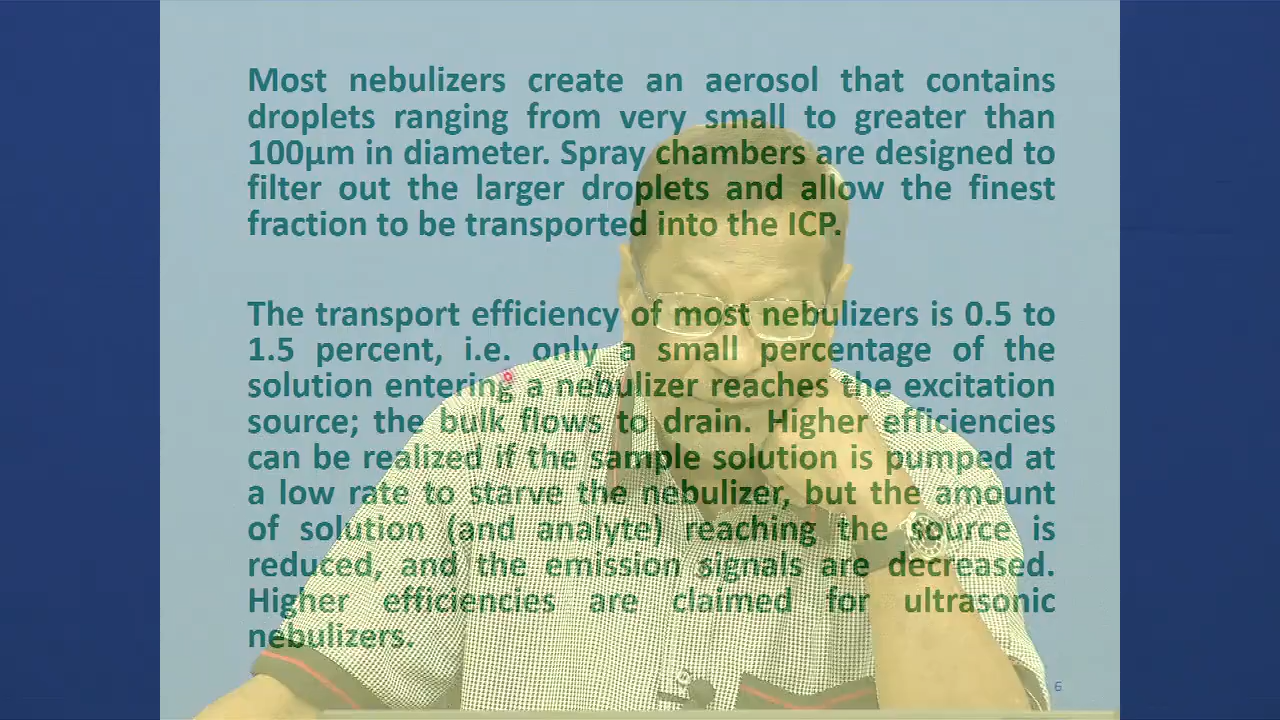 Most nebulizers create an aerosol that contains
droplets ranging from very small to greater than
100µm in diameter. Spray chambers are designed to
filter out the larger droplets and allow the finest
fraction to be transported into the ICP.
The transport efficiency of most nebulizers is 0.5 to
1.5 percent, i.e. only a small percentage of the
solution entering a nebulizer reaches the excitation
source; the bulk flows to drain. Higher efficiencies
can be realized if the sample solution is pumped at
a low rate to starve the nebulizer, but the amount
of solution (and analyte) reaching the source is
reduced, and the emission signals are decreased.
Higher efficiencies are claimed for ultrasonic
nebulizers.
6